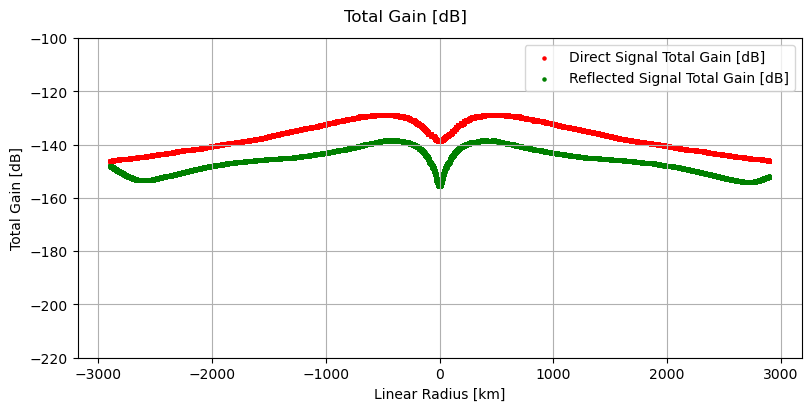 Total Gain [dB]
Direct Signal Total Gain [dB]
Reflected Signal Total Gain [dB]
Total Gain [dB]
−100
−120
−140
−160
−180
−200
−220
−3000 −2000 −1000 0 1000 2000 3000
Linear Radius [km]